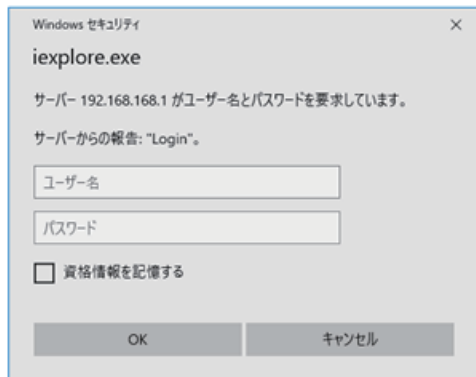 Windows セキュリティ
iexplore.exe
サーバー 192.168.168.1 がユーザー名とパスワードを要求しています。
サーバーからの報告: "Login"。
ユーザー名
パスワード
資格情報を記憶する
OK
キャンセル